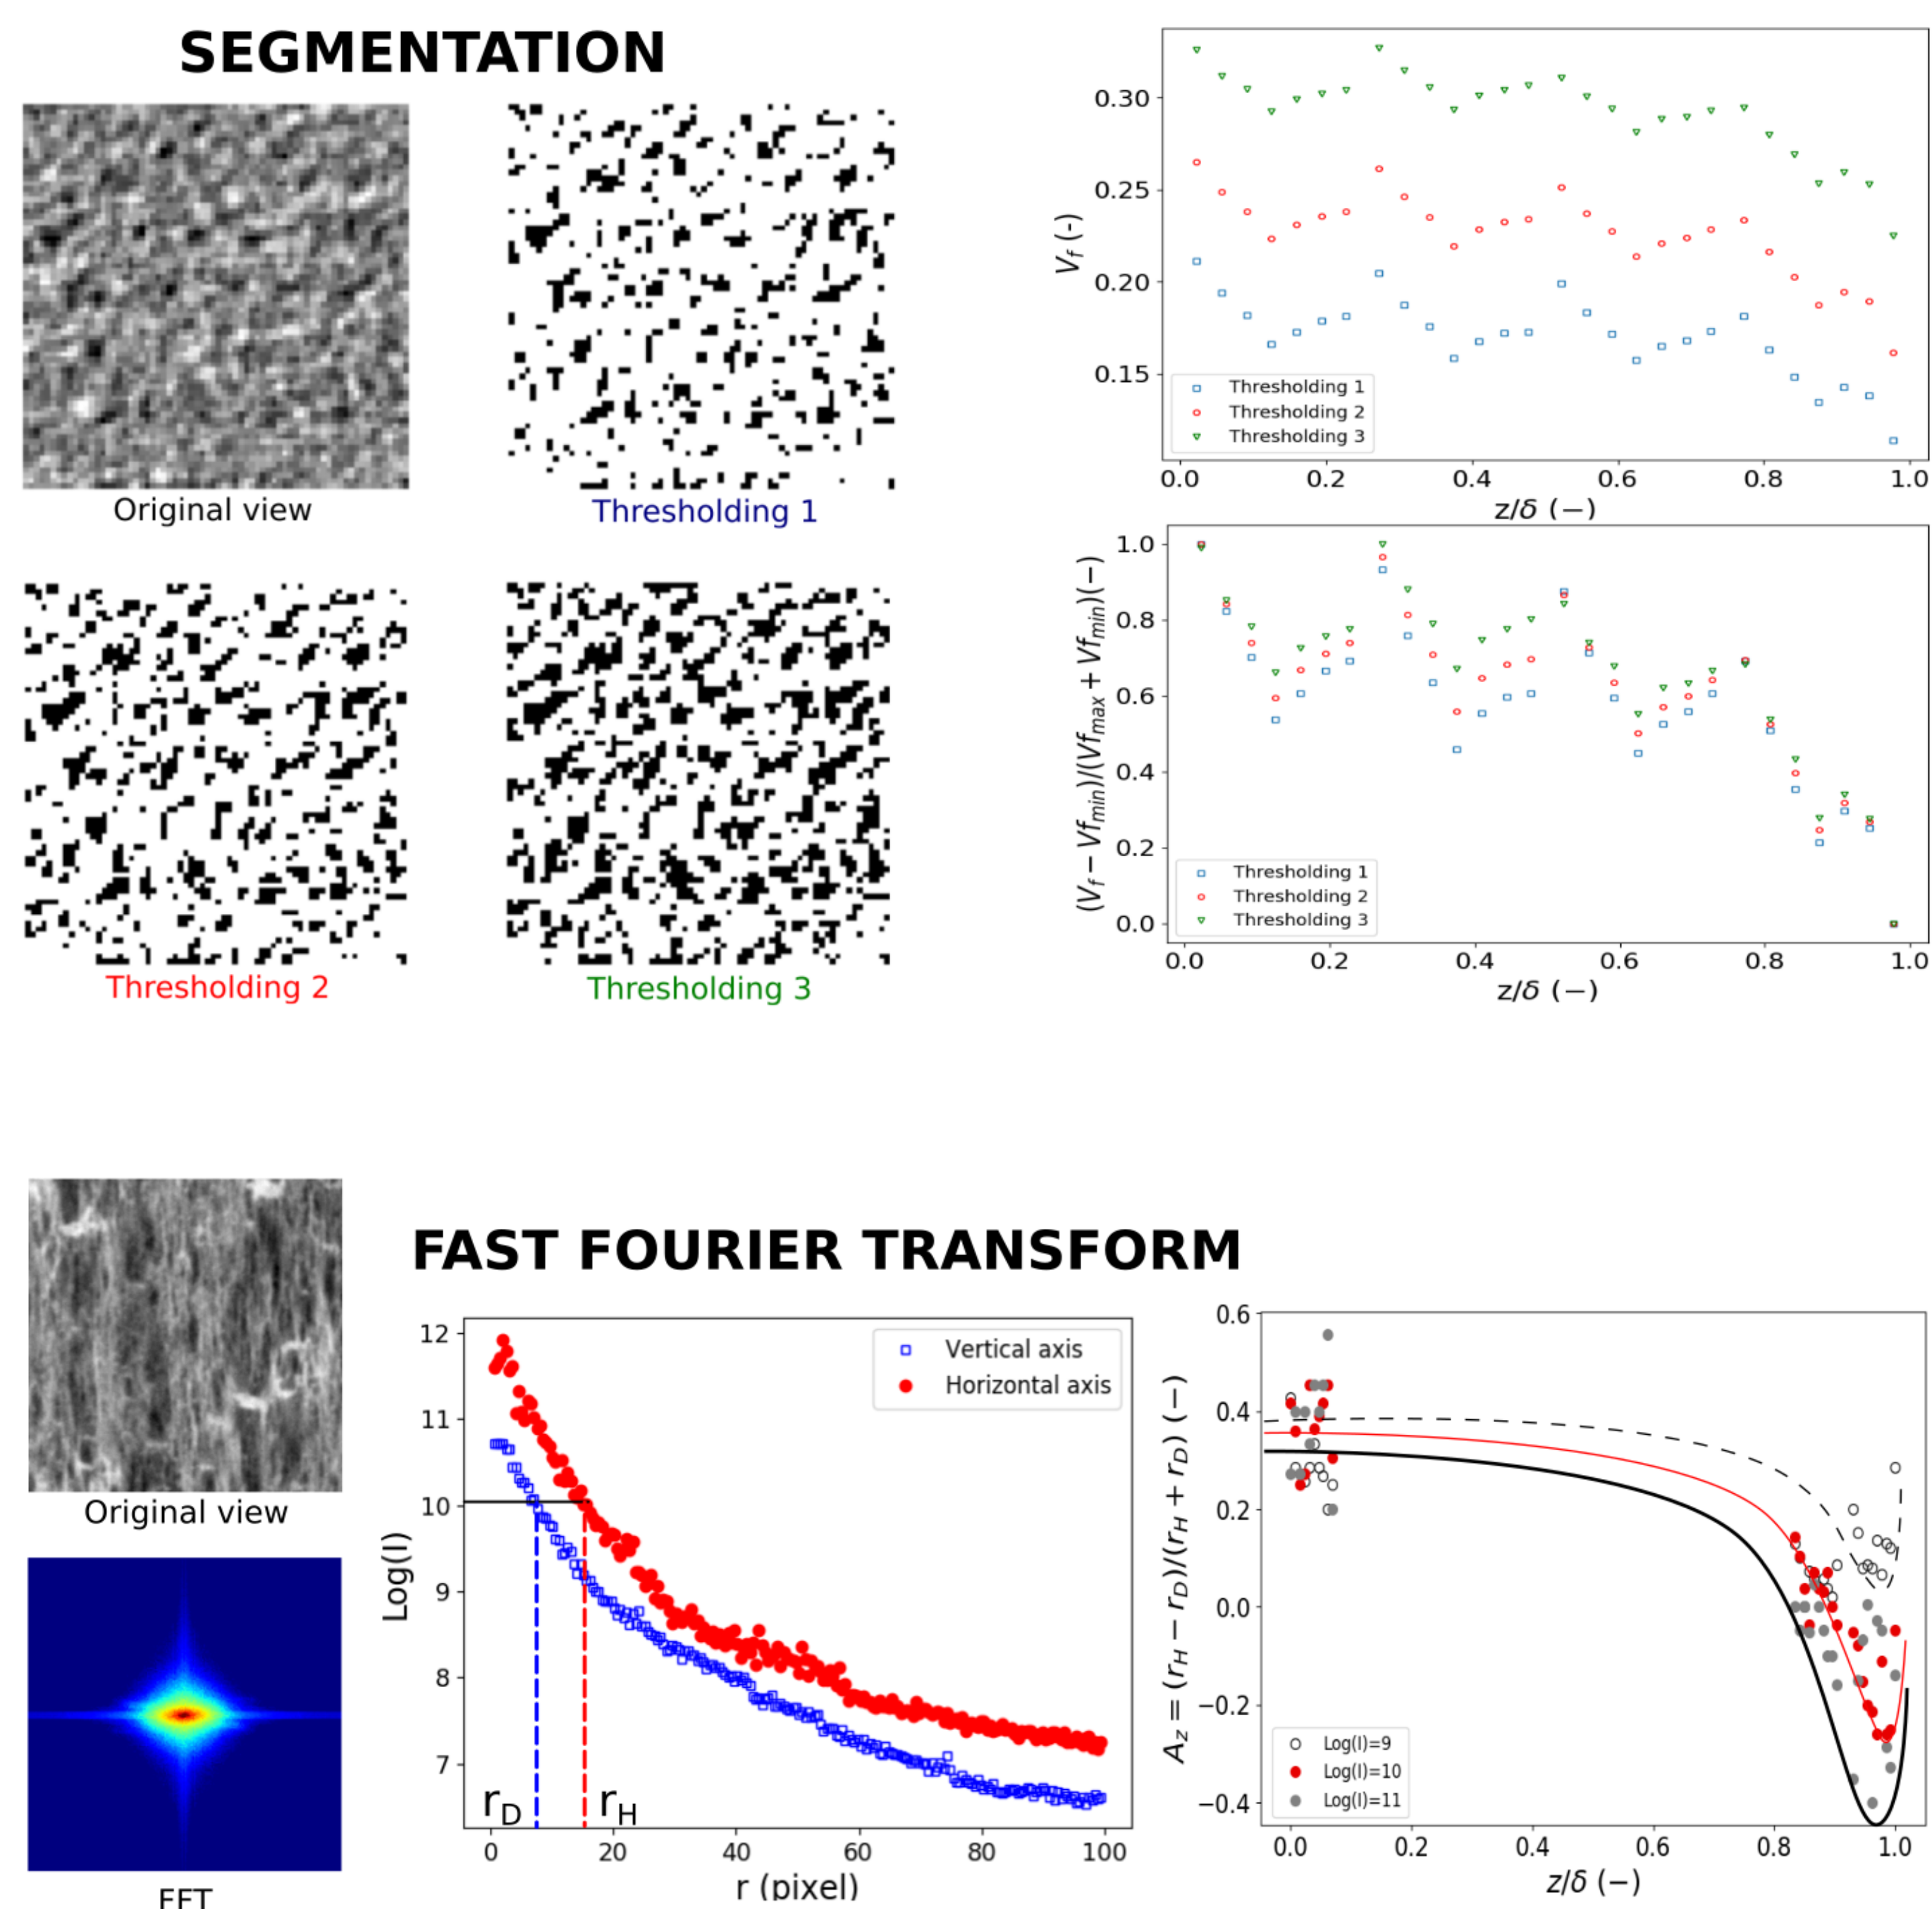 SEGMENTATION
Original view
Thresholding 1
Thresholding 2
Thresholding 3
V_f (-)
0.30
0.25
0.20
0.15
Thresholding 1
Thresholding 2
Thresholding 3
0.0 0.2 0.4 0.6 0.8 1.0
z/δ (−)
(V_f − Vf_min)/(Vf_max + Vf_min)(−)
1.0
0.8
0.6
0.4
0.2
0.0
Thresholding 1
Thresholding 2
Thresholding 3
0.0 0.2 0.4 0.6 0.8 1.0
z/δ (−)
FAST FOURIER TRANSFORM
Original view
FFT
Log(I)
12
11
10
9
8
7
Vertical axis
Horizontal axis
r_D r_H
0 20 40 60 80 100
r (pixel)
A_z = (r_H − r_D)/(r_H + r_D) (−)
0.6
0.4
0.2
0.0
−0.2
−0.4
Log(I)=9
Log(I)=10
Log(I)=11
0.0 0.2 0.4 0.6 0.8 1.0
z/δ (−)